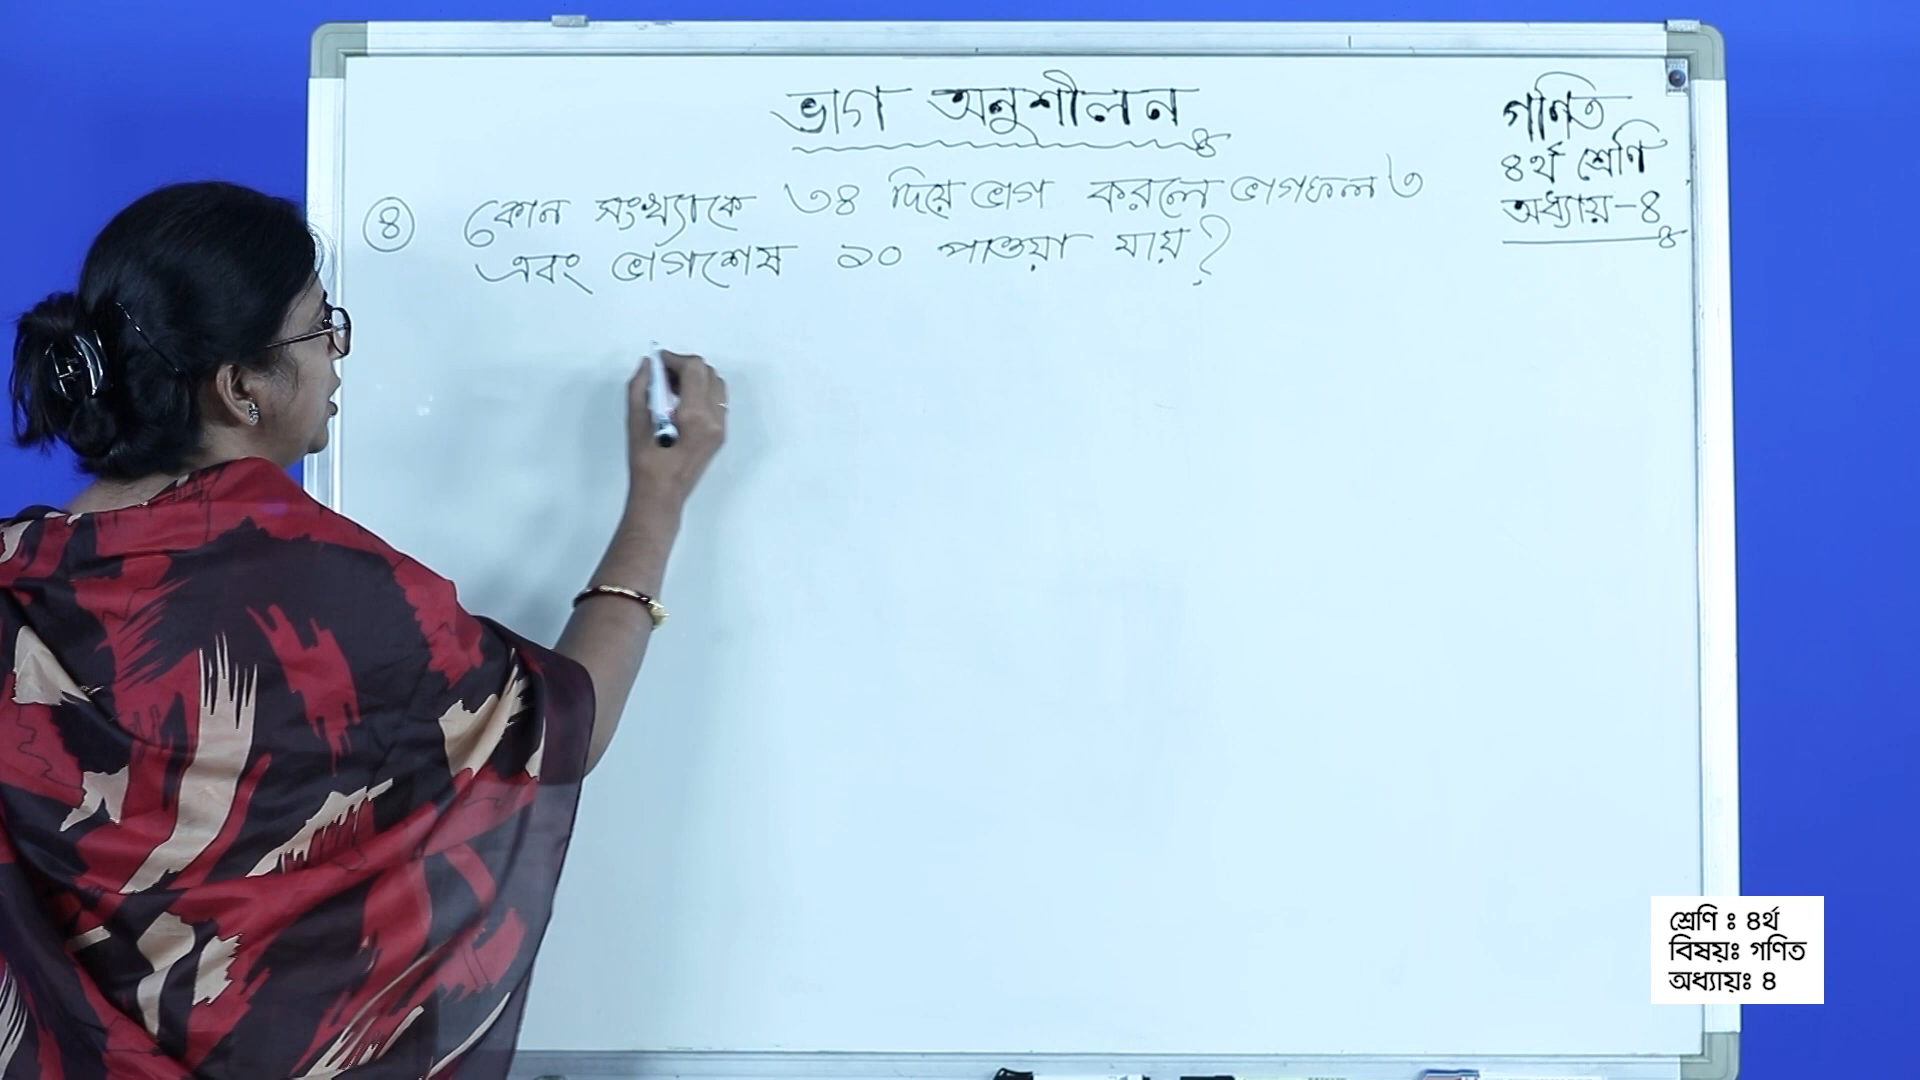 ভাগ অনুশীলন
গণিত
৪র্থ শ্রেণি
অধ্যায়-৪
৪ কোন সংখ্যাকে ৩৪ দিয়ে ভাগ করলে ভাগফল ৩
এবং ভাগশেষ ১০ পাওয়া যায়?
শ্রেণি ঃ ৪র্থ
বিষয়ঃ গণিত
অধ্যায়ঃ ৪